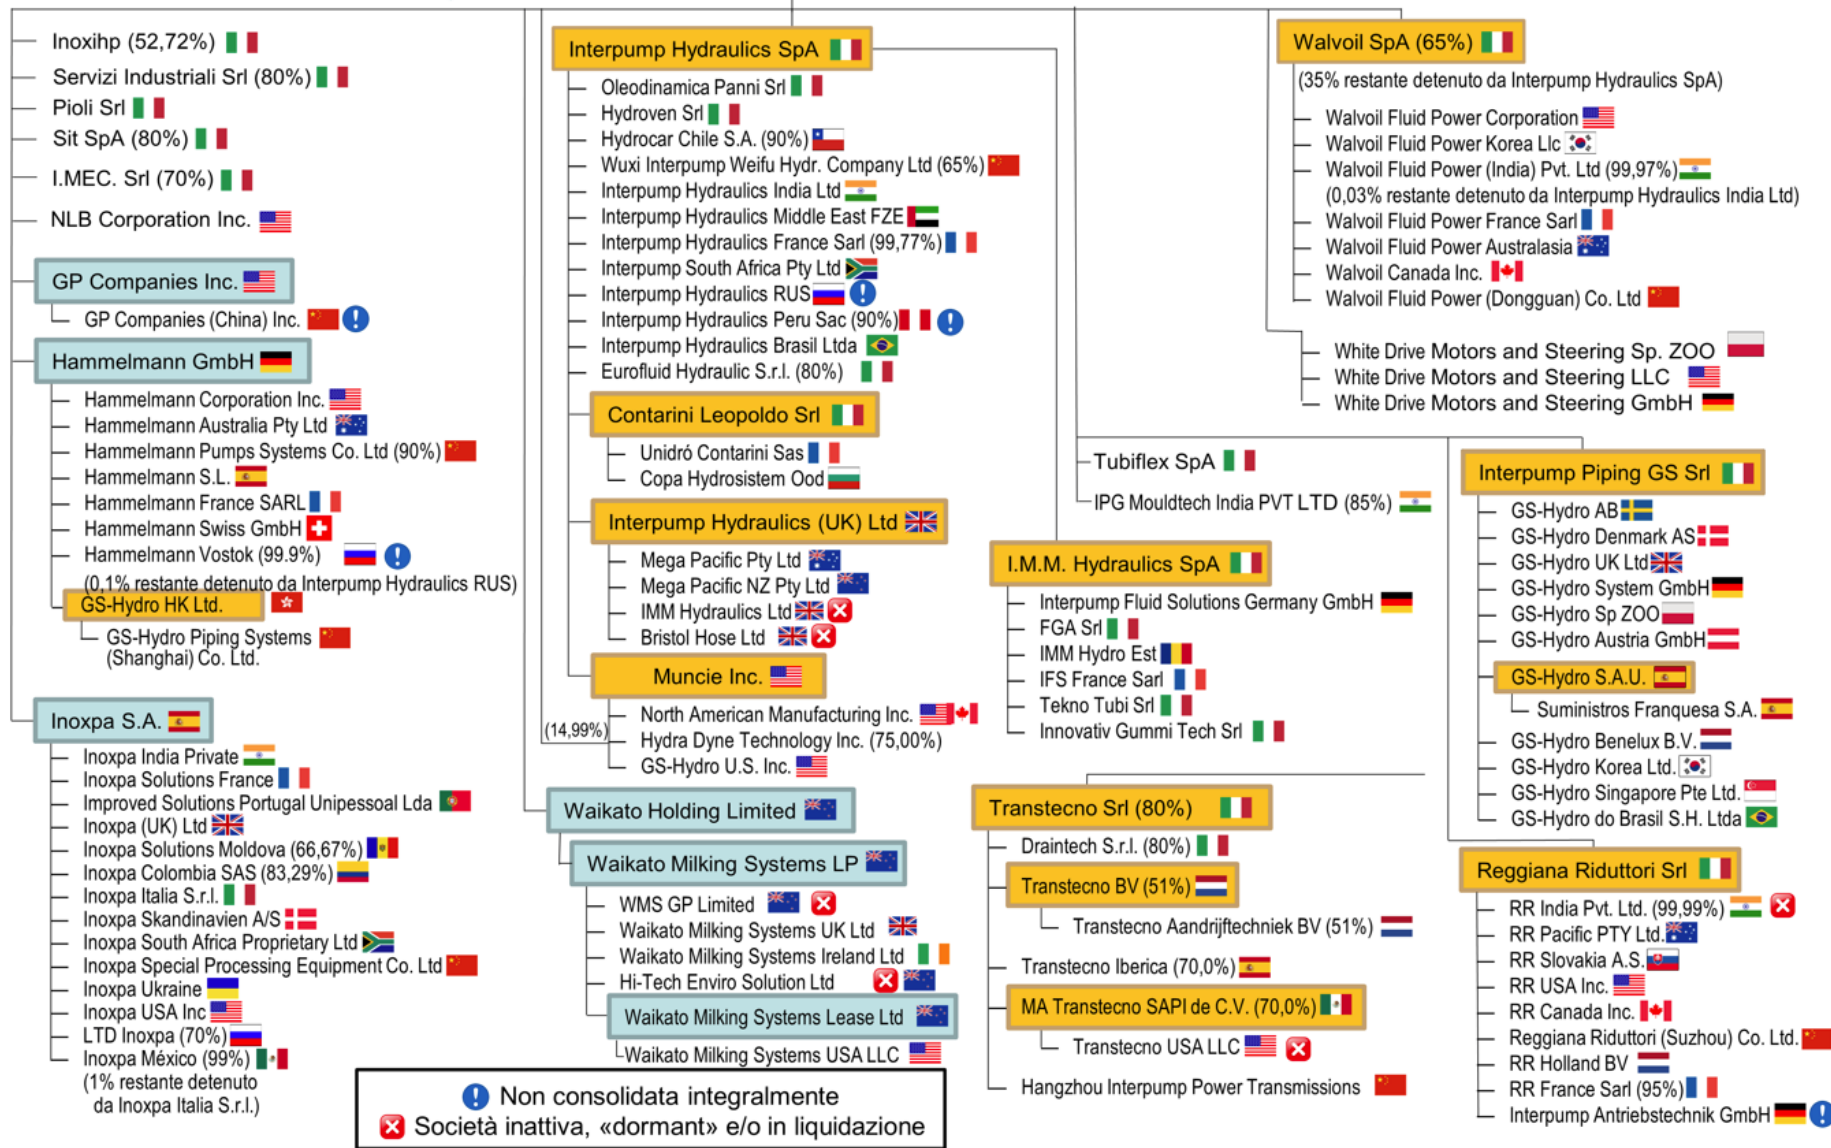 Inoxihp (52,72%)
Servizi Industriali Srl (80%)
Pioli Srl
Sit SpA (80%)
I.MEC. Srl (70%)
NLB Corporation Inc.
GP Companies Inc.
GP Companies (China) Inc.
Hammelmann GmbH
Hammelmann Corporation Inc.
Hammelmann Australia Pty Ltd
Hammelmann Pumps Systems Co. Ltd (90%)
Hammelmann S.L.
Hammelmann France SARL
Hammelmann Swiss GmbH
Hammelmann Vostok (99.9%)
(0,1% restante detenuto da Interpump Hydraulics RUS)
GS-Hydro HK Ltd.
GS-Hydro Piping Systems
(Shanghai) Co. Ltd.
Inoxpa S.A.
Inoxpa India Private
Inoxpa Solutions France
Improved Solutions Portugal Unipessoal Lda
Inoxpa (UK) Ltd
Inoxpa Solutions Moldova (66,67%)
Inoxpa Colombia SAS (83,29%)
Inoxpa Italia S.r.l.
Inoxpa Skandinavien A/S
Inoxpa South Africa Proprietary Ltd
Inoxpa Special Processing Equipment Co. Ltd
Inoxpa Ukraine
Inoxpa USA Inc
LTD Inoxpa (70%)
Inoxpa México (99%)
(1% restante detenuto
da Inoxpa Italia S.r.l.)
Interpump Hydraulics SpA
Oleodinamica Panni Srl
Hydroven Srl
Hydrocar Chile S.A. (90%)
Wuxi Interpump Weifu Hydr. Company Ltd (65%)
Interpump Hydraulics India Ltd
Interpump Hydraulics Middle East FZE
Interpump Hydraulics France Sarl (99,77%)
Interpump South Africa Pty Ltd
Interpump Hydraulics RUS
Interpump Hydraulics Peru Sac (90%)
Interpump Hydraulics Brasil Ltda
Eurofluid Hydraulic S.r.l. (80%)
Contarini Leopoldo Srl
Unidró Contarini Sas
Copa Hydrosistem Ood
Interpump Hydraulics (UK) Ltd
Mega Pacific Pty Ltd
Mega Pacific NZ Pty Ltd
IMM Hydraulics Ltd
Bristol Hose Ltd
Muncie Inc.
North American Manufacturing Inc.
(14,99%)
Hydra Dyne Technology Inc. (75,00%)
GS-Hydro U.S. Inc.
Waikato Holding Limited
Waikato Milking Systems LP
WMS GP Limited
Waikato Milking Systems UK Ltd
Waikato Milking Systems Ireland Ltd
Hi-Tech Enviro Solution Ltd
Waikato Milking Systems Lease Ltd
Waikato Milking Systems USA LLC
Non consolidata integralmente
Società inattiva, «dormant» e/o in liquidazione
Walvoil SpA (65%)
(35% restante detenuto da Interpump Hydraulics SpA)
Walvoil Fluid Power Corporation
Walvoil Fluid Power Korea Llc
Walvoil Fluid Power (India) Pvt. Ltd (99,97%)
(0,03% restante detenuto da Interpump Hydraulics India Ltd)
Walvoil Fluid Power France Sarl
Walvoil Fluid Power Australasia
Walvoil Canada Inc.
Walvoil Fluid Power (Dongguan) Co. Ltd
White Drive Motors and Steering Sp. ZOO
White Drive Motors and Steering LLC
White Drive Motors and Steering GmbH
Tubiflex SpA
IPG Mouldtech India PVT LTD (85%)
I.M.M. Hydraulics SpA
Interpump Fluid Solutions Germany GmbH
FGA Srl
IMM Hydro Est
IFS France Sarl
Tekno Tubi Srl
Innovativ Gummi Tech Srl
Transtecno Srl (80%)
Draintech S.r.l. (80%)
Transtecno BV (51%)
Transtecno Aandrijftechniek BV (51%)
Transtecno Iberica (70,0%)
MA Transtecno SAPI de C.V. (70,0%)
Transtecno USA LLC
Hangzhou Interpump Power Transmissions
Interpump Piping GS Srl
GS-Hydro AB
GS-Hydro Denmark AS
GS-Hydro UK Ltd
GS-Hydro System GmbH
GS-Hydro Sp ZOO
GS-Hydro Austria GmbH
GS-Hydro S.A.U.
Suministros Franquesa S.A.
GS-Hydro Benelux B.V.
GS-Hydro Korea Ltd.
GS-Hydro Singapore Pte Ltd.
GS-Hydro do Brasil S.H. Ltda
Reggiana Riduttori Srl
RR India Pvt. Ltd. (99,99%)
RR Pacific PTY Ltd.
RR Slovakia A.S.
RR USA Inc.
RR Canada Inc.
Reggiana Riduttori (Suzhou) Co. Ltd.
RR Holland BV
RR France Sarl (95%)
Interpump Antriebstechnik GmbH